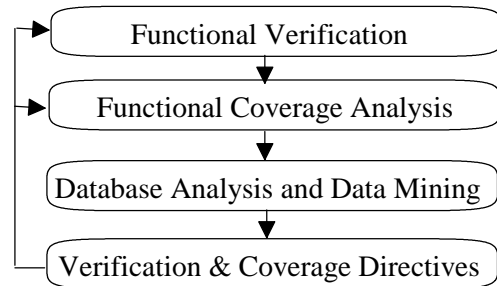 Functional Verification
Functional Coverage Analysis
Database Analysis and Data Mining
Verification & Coverage Directives